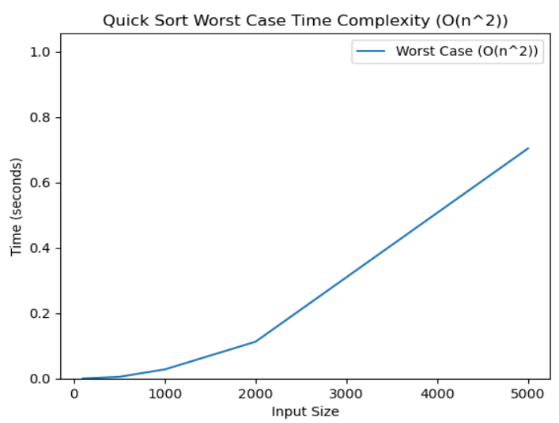 Quick Sort Worst Case Time Complexity (O(n^2))
Worst Case (O(n^2))
Time (seconds)
1.0
0.8
0.6
0.4
0.2
0.0
0 1000 2000 3000 4000 5000
Input Size